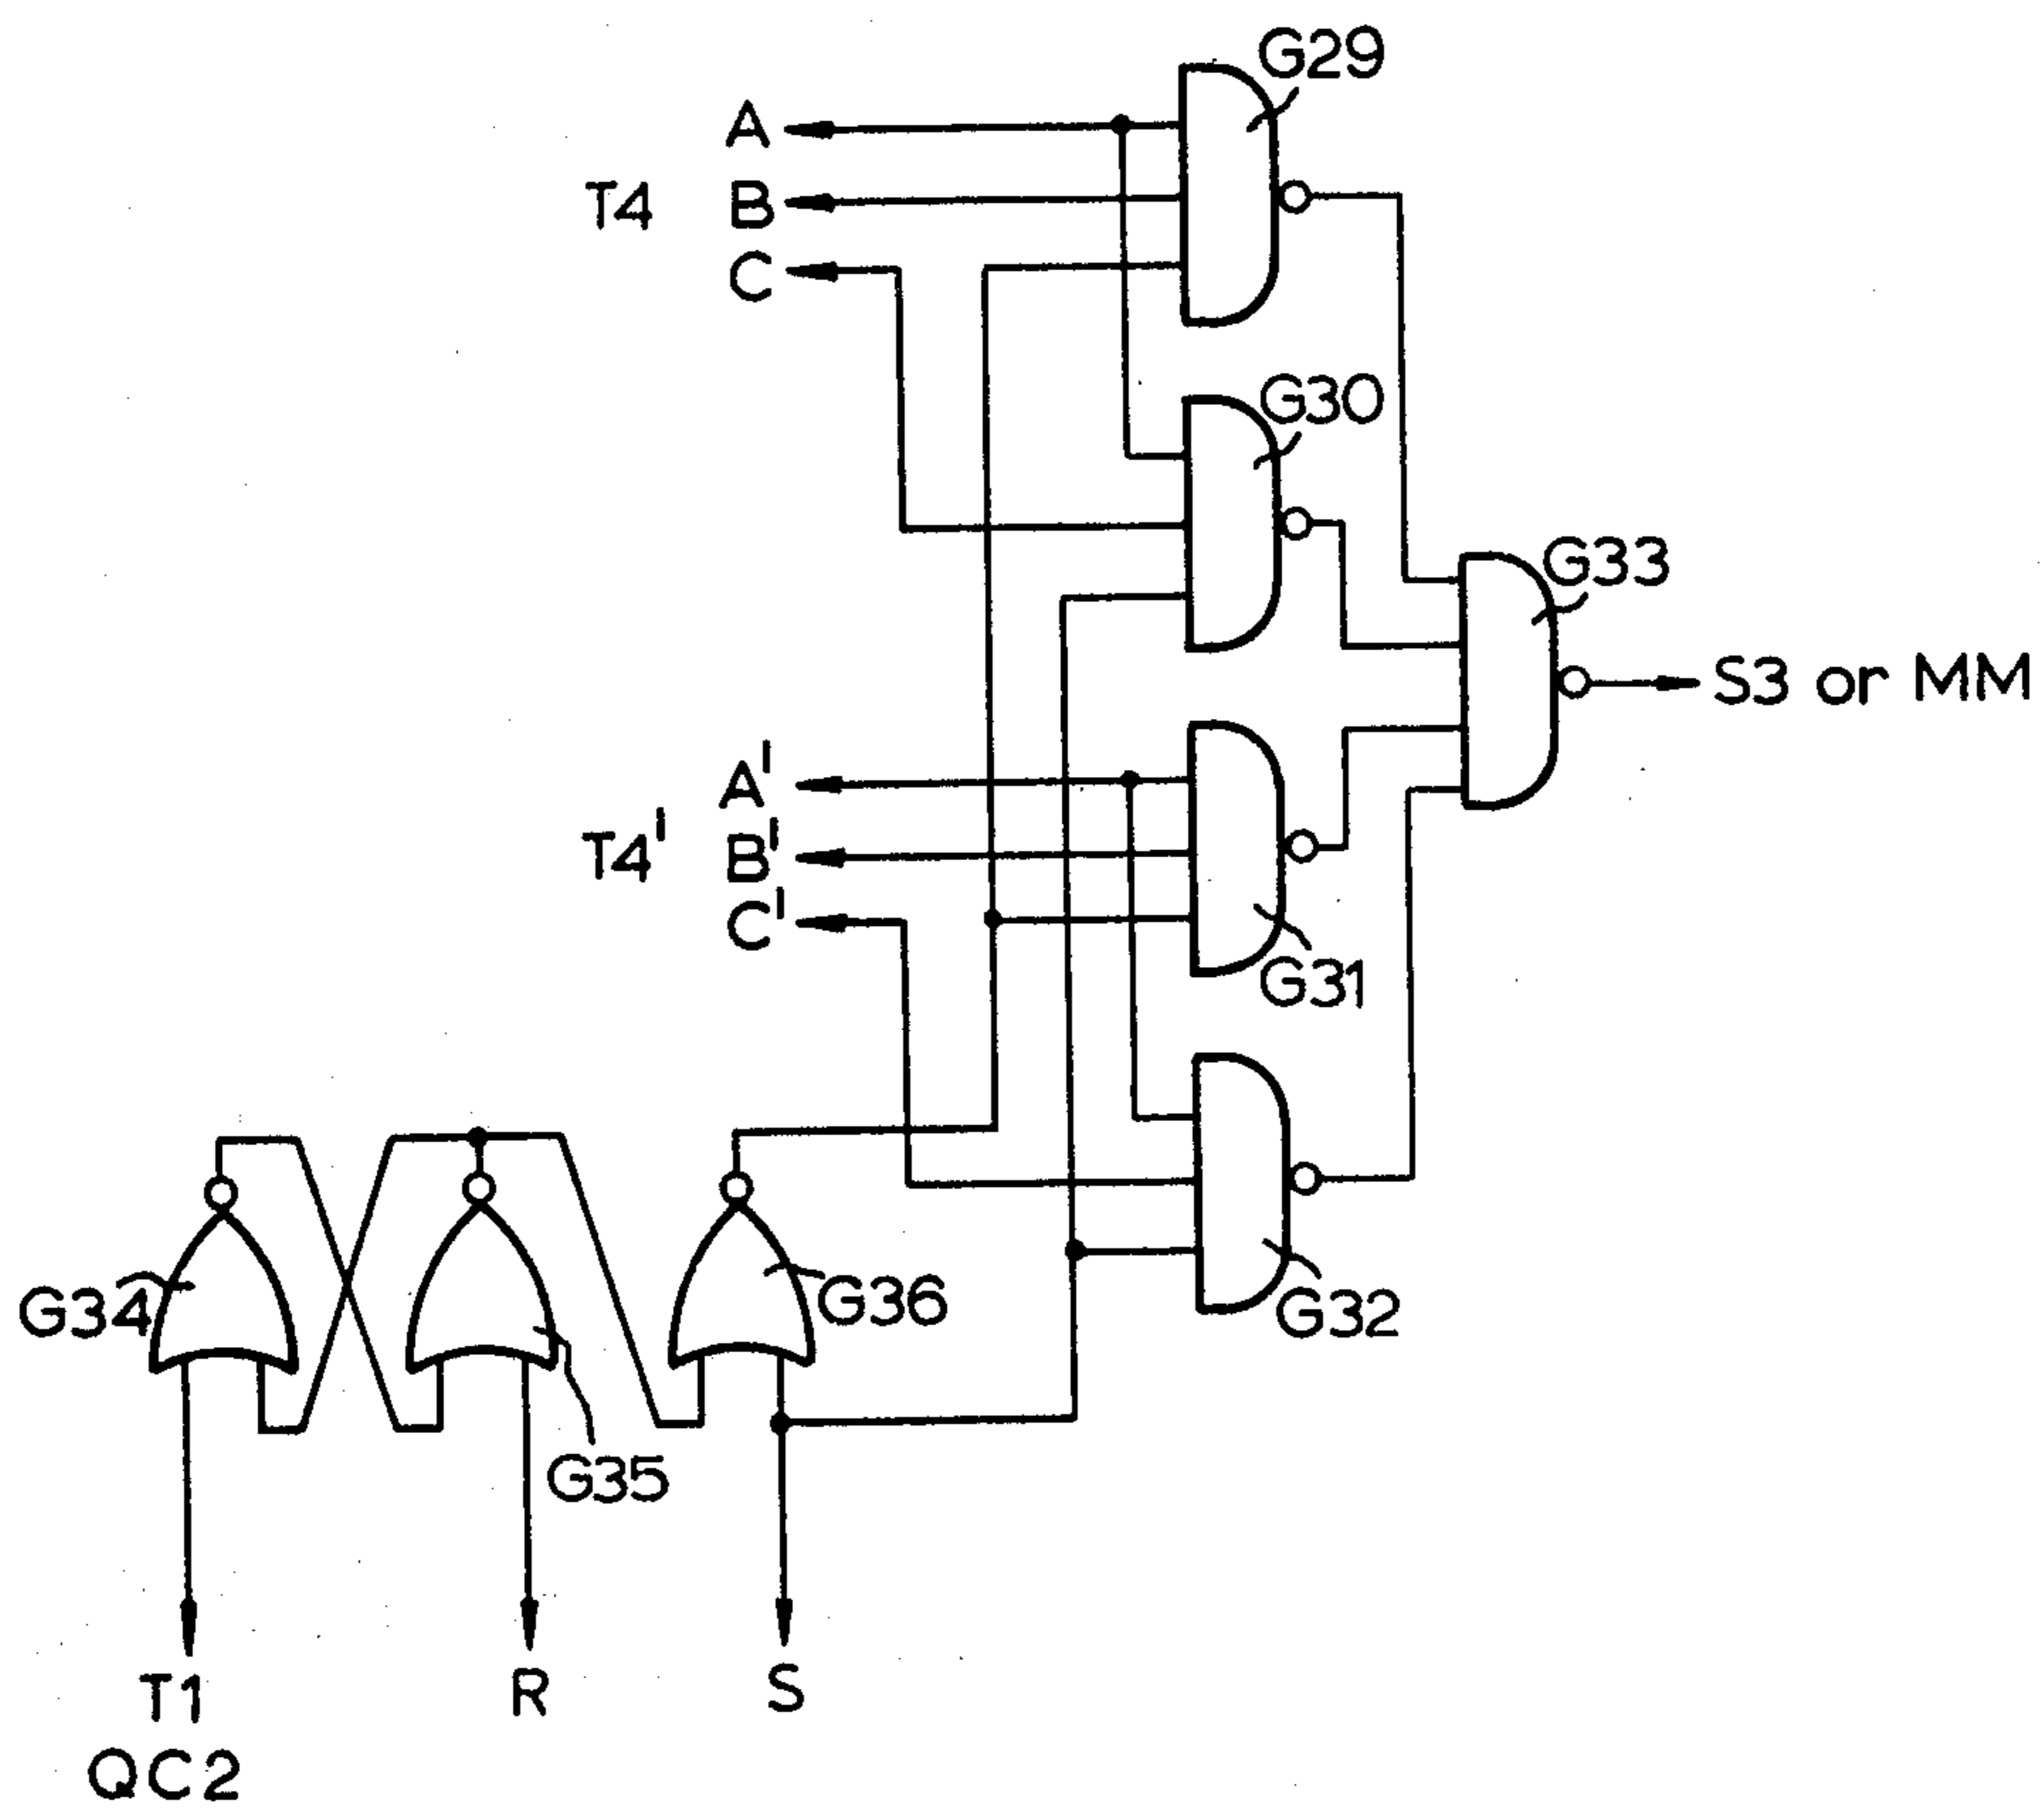 G29
A
T4 B
C
G30
G33
S3 or MM
A'
T4' B'
C'
G31
G34
G36
G32
G35
T1
QC2
R
S